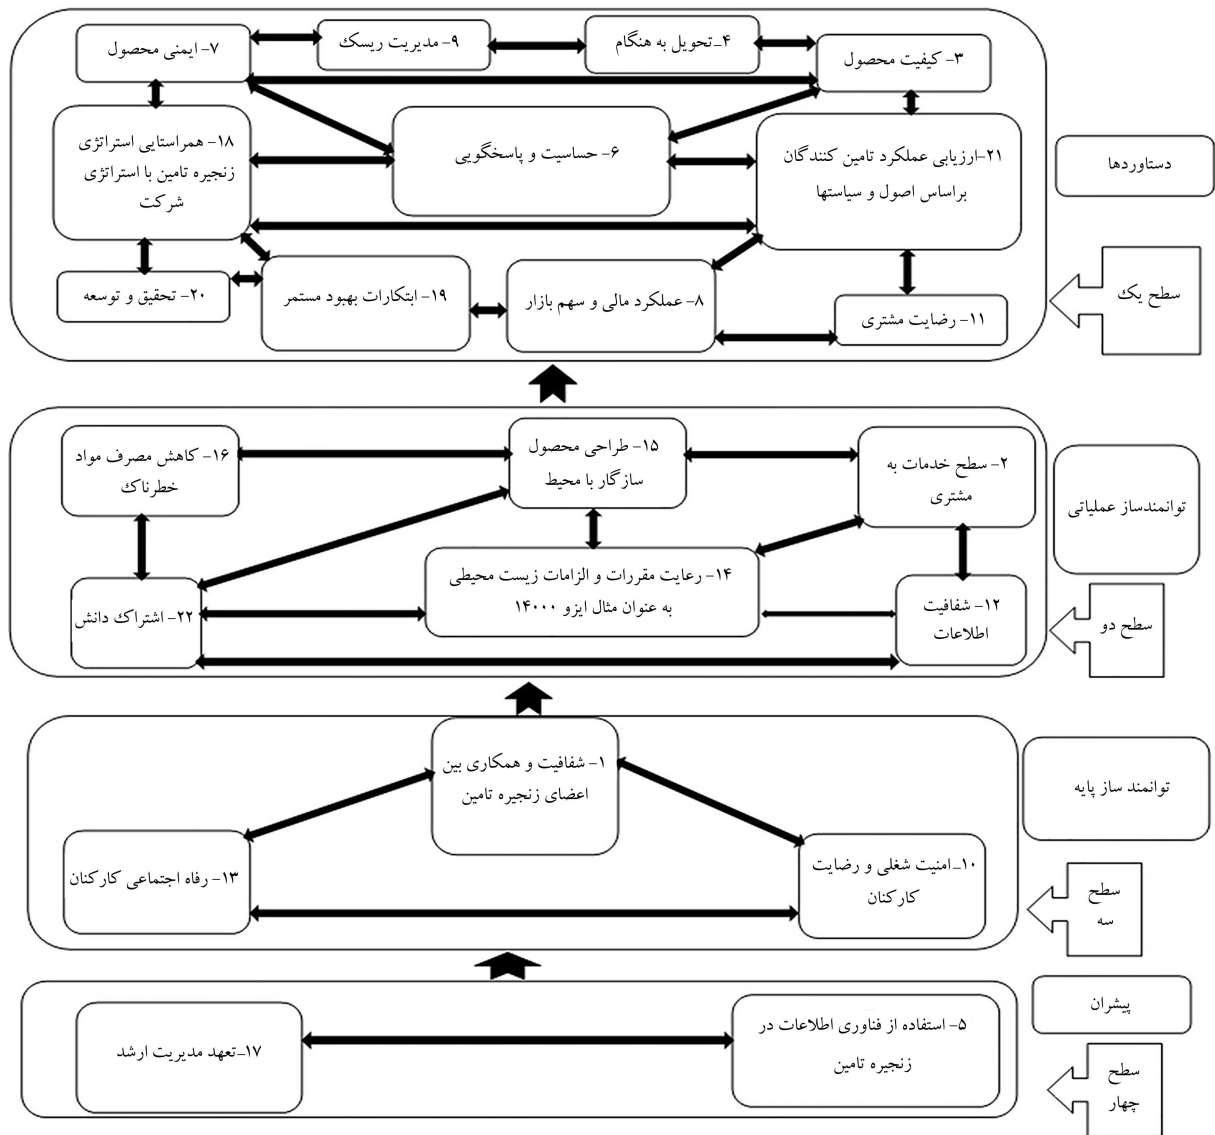 ۳- کیفیت محصول
۴_تحویل به هنگام
۹- مدیریت ریسک
۷- ایمنی محصول
۲۱-ارزیابی عملکرد تامین کنندگان
براساس اصول و سیاستها
۶- حساسیت و پاسخگویی
۱۸- همراستایی استراتژی
زنجیره تامین با استراتژی
شرکت
دستاوردها
۱۱- رضایت مشتری
۸- عملکرد مالی و سهم بازار
۱۹- ابتکارات بهبود مستمر
۲۰- تحقیق و توسعه
سطح یک
۲- سطح خدمات به
مشتری
۱۵- طراحی محصول
سازگار با محیط
۱۶- کاهش مصرف مواد
خطرناک
توانمندساز عملیاتی
۱۲- شفافیت
اطلاعات
۱۴- رعایت مقررات و الزامات زیست محیطی
به عنوان مثال ایزو ۱۴۰۰۰
۲۲- اشتراک دانش
سطح دو
۱- شفافیت و همکاری بین
اعضای زنجیره تامین
توانمند ساز پایه
۱۰_امنیت شغلی و رضایت
کارکنان
۱۳- رفاه اجتماعی کارکنان
سطح
سه
پیشران
۵- استفاده از فناوری اطلاعات در
زنجیره تامین
۱۷_تعهد مدیریت ارشد
سطح
چهار